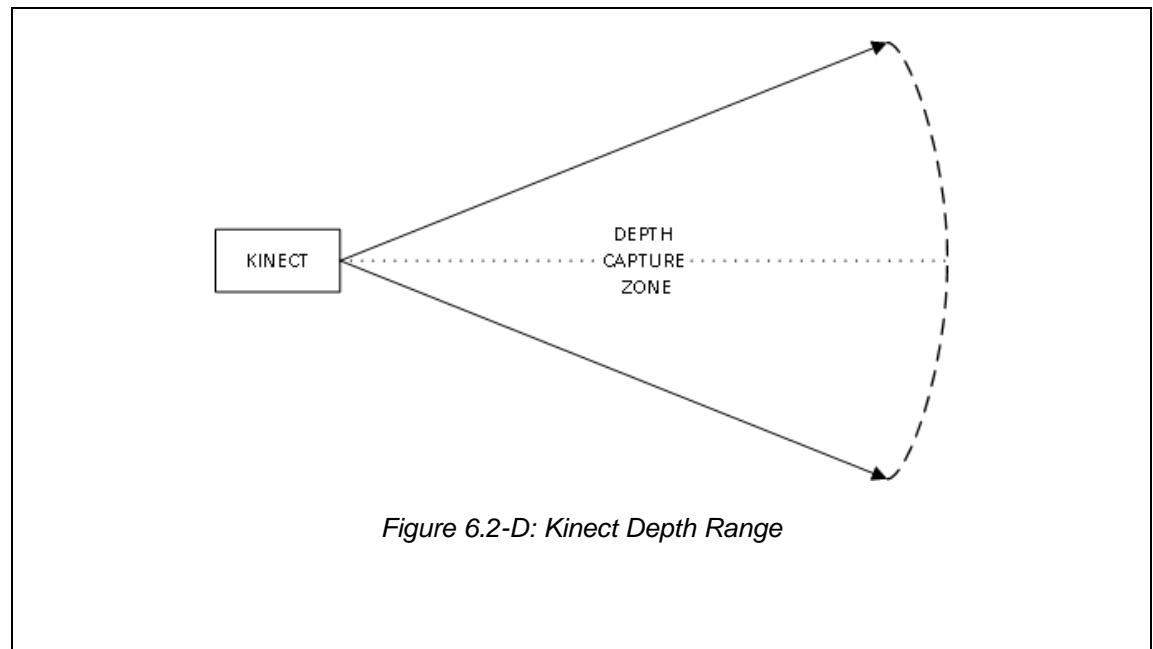 KINECT
DEPTH
CAPTURE
ZONE
Figure 6.2-D: Kinect Depth Range